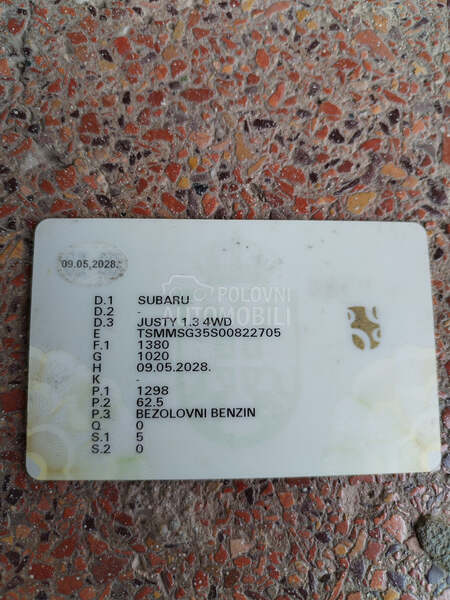 09.05.2028.
POLOVNI
AUTOMOBILI
D.1 SUBARU
D.2 -
D.3 JUSTY 1.3 4WD
E TSMMSG35S00822705
F.1 1380
G 1020
H 09.05.2028.
K -
P.1 1298
P.2 62.5
P.3 BEZOLOVNI BENZIN
Q 0
S.1 5
S.2 0